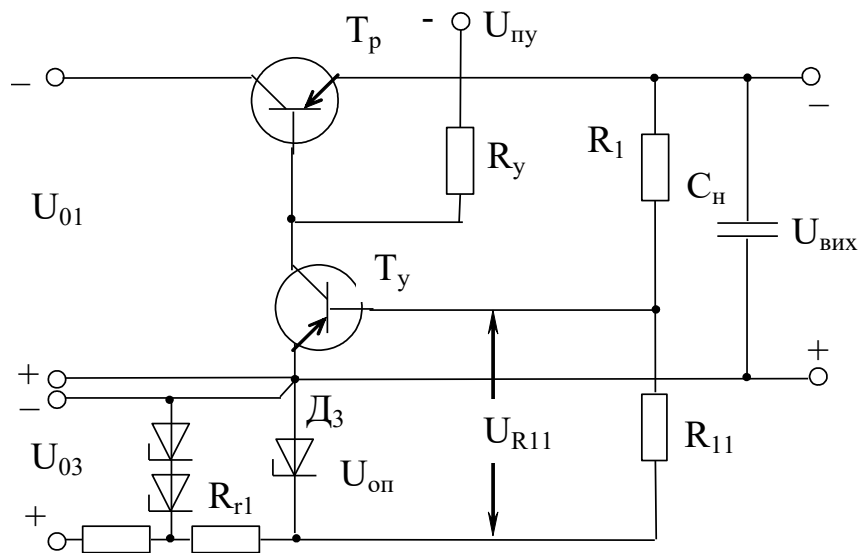 - U_пу
T_р
–
–
R_1
R_у
C_н
U_01
U_вих
T_у
+
+
–
Д_3
U_R11
R_11
U_03
U_оп
R_г1
+